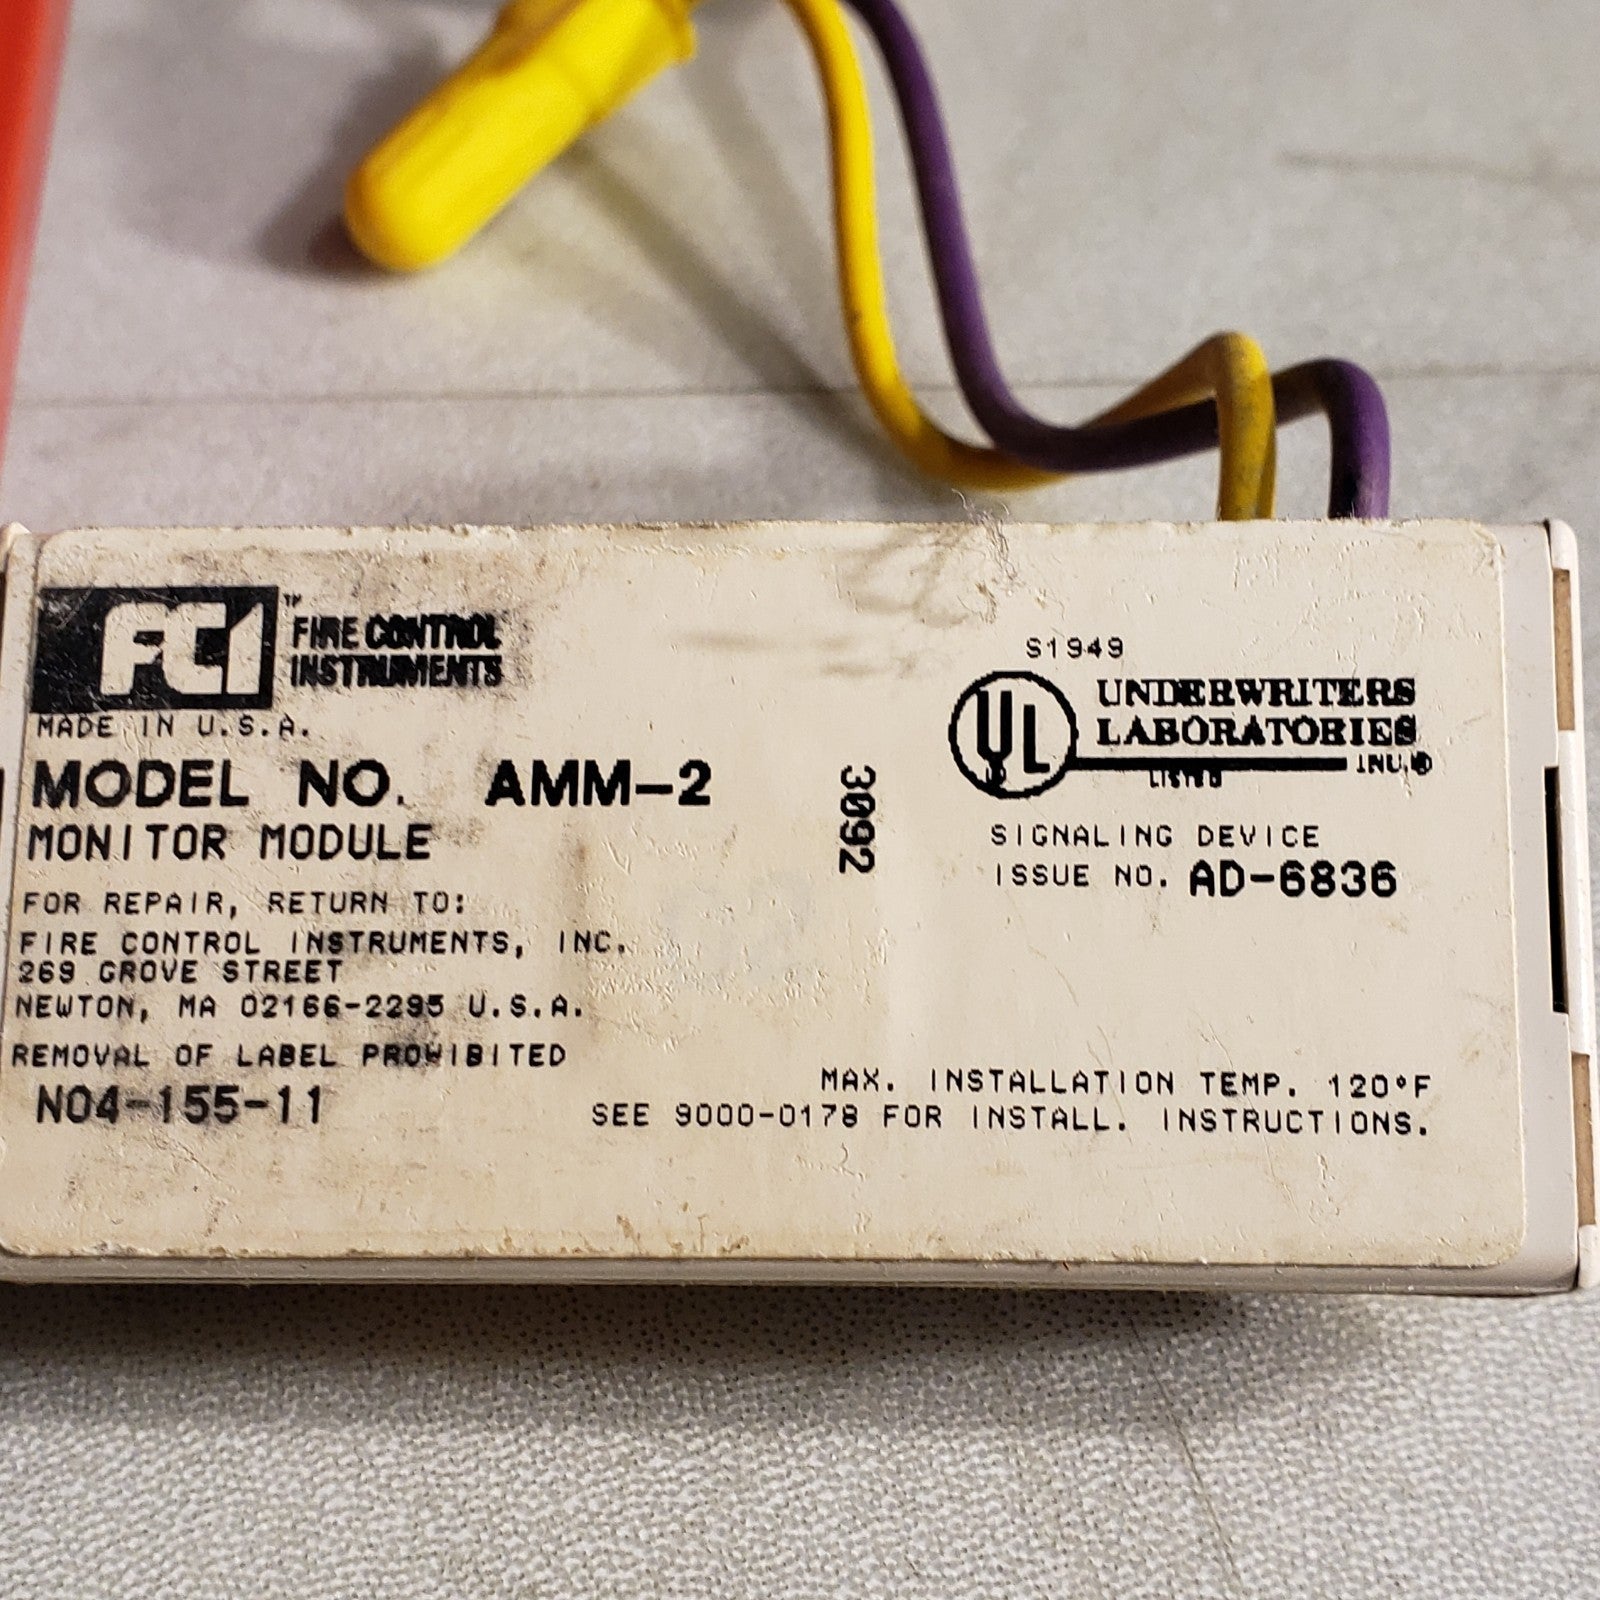 FCI™ FIRE CONTROL
INSTRUMENTS
MADE IN U.S.A.
MODEL NO. AMM-2
MONITOR MODULE
FOR REPAIR, RETURN TO:
FIRE CONTROL INSTRUMENTS, INC.
269 GROVE STREET
NEWTON, MA 02166-2295 U.S.A.
REMOVAL OF LABEL PROHIBITED
N04-155-11
3092
S1949
UL UNDERWRITERS
LABORATORIES
INC.®
LISTED
SIGNALING DEVICE
ISSUE NO. AD-6836
MAX. INSTALLATION TEMP. 120°F
SEE 9000-0178 FOR INSTALL. INSTRUCTIONS.